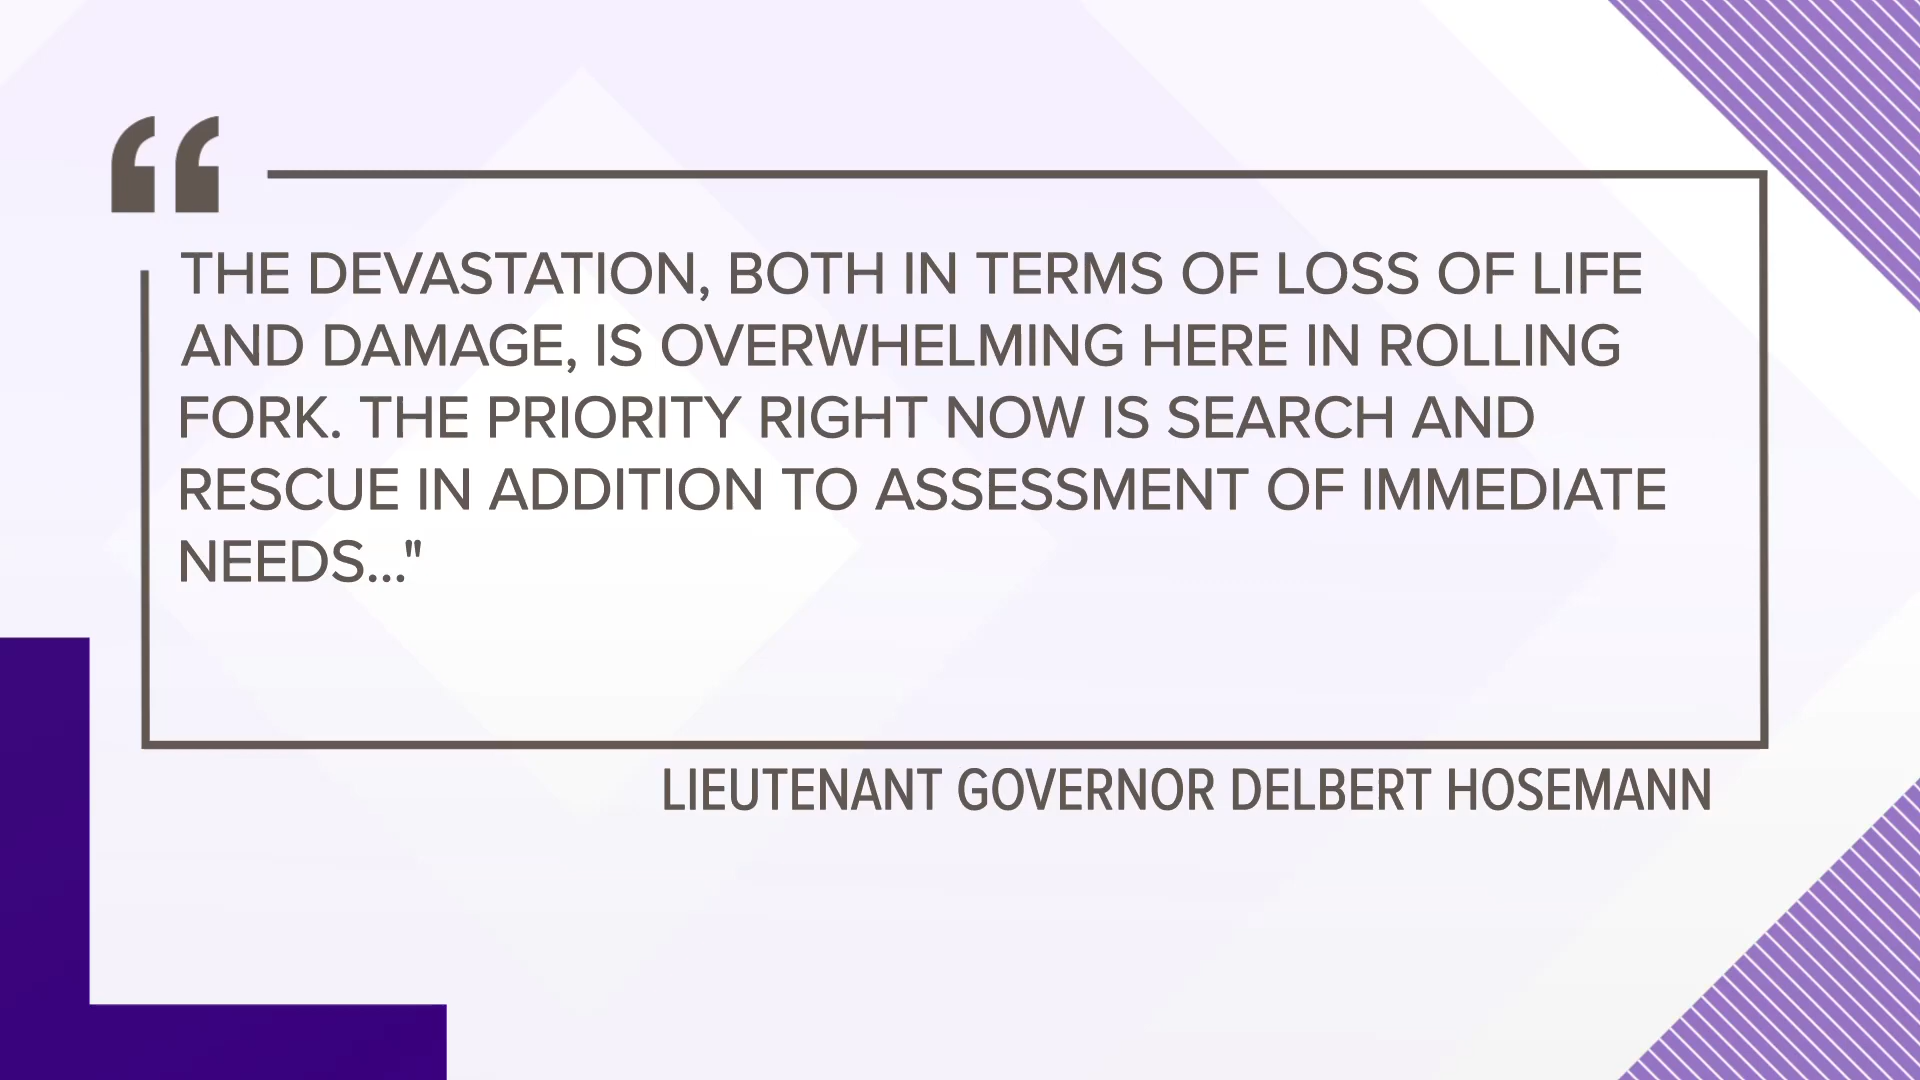 “
THE DEVASTATION, BOTH IN TERMS OF LOSS OF LIFE
AND DAMAGE, IS OVERWHELMING HERE IN ROLLING
FORK. THE PRIORITY RIGHT NOW IS SEARCH AND
RESCUE IN ADDITION TO ASSESSMENT OF IMMEDIATE
NEEDS..."
LIEUTENANT GOVERNOR DELBERT HOSEMANN